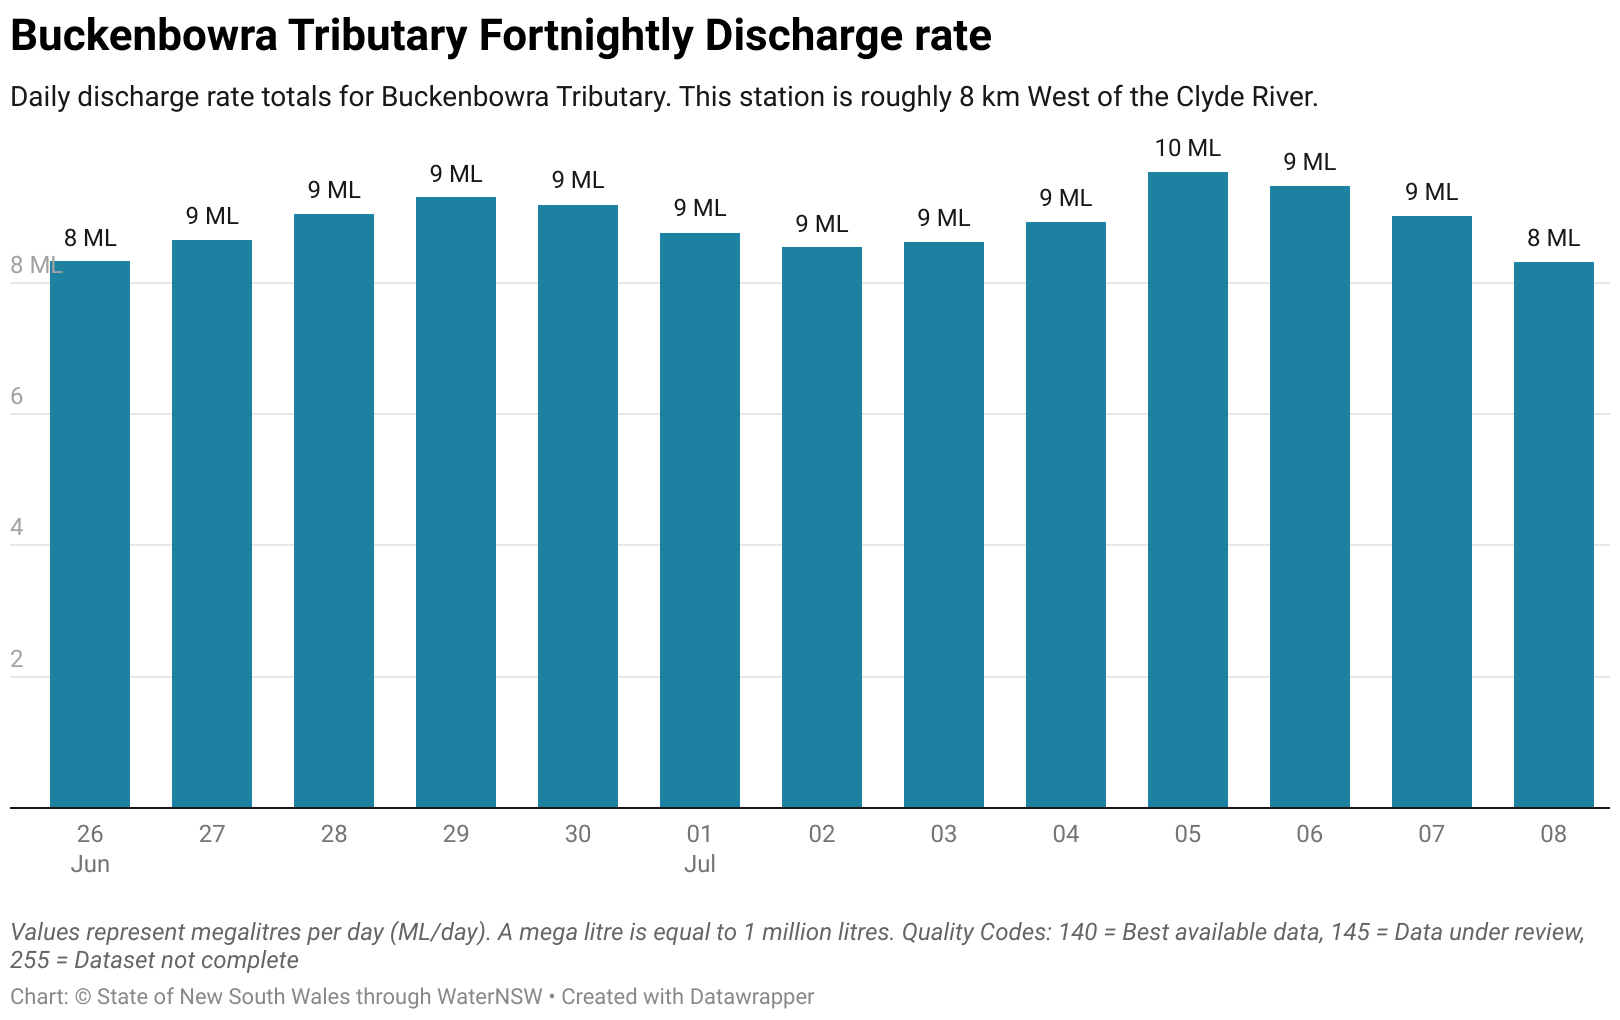 Buckenbowra Tributary Fortnightly Discharge rate
Daily discharge rate totals for Buckenbowra Tributary. This station is roughly 8 km West of the Clyde River.
8 ML
9 ML
9 ML
9 ML
9 ML
9 ML
9 ML
9 ML
9 ML
10 ML
9 ML
9 ML
8 ML
8 ML
6
4
2
26 27 28 29 30 01 02 03 04 05 06 07 08
Jun Jul
Values represent megalitres per day (ML/day). A mega litre is equal to 1 million litres. Quality Codes: 140 = Best available data, 145 = Data under review,
255 = Dataset not complete
Chart: © State of New South Wales through WaterNSW • Created with Datawrapper